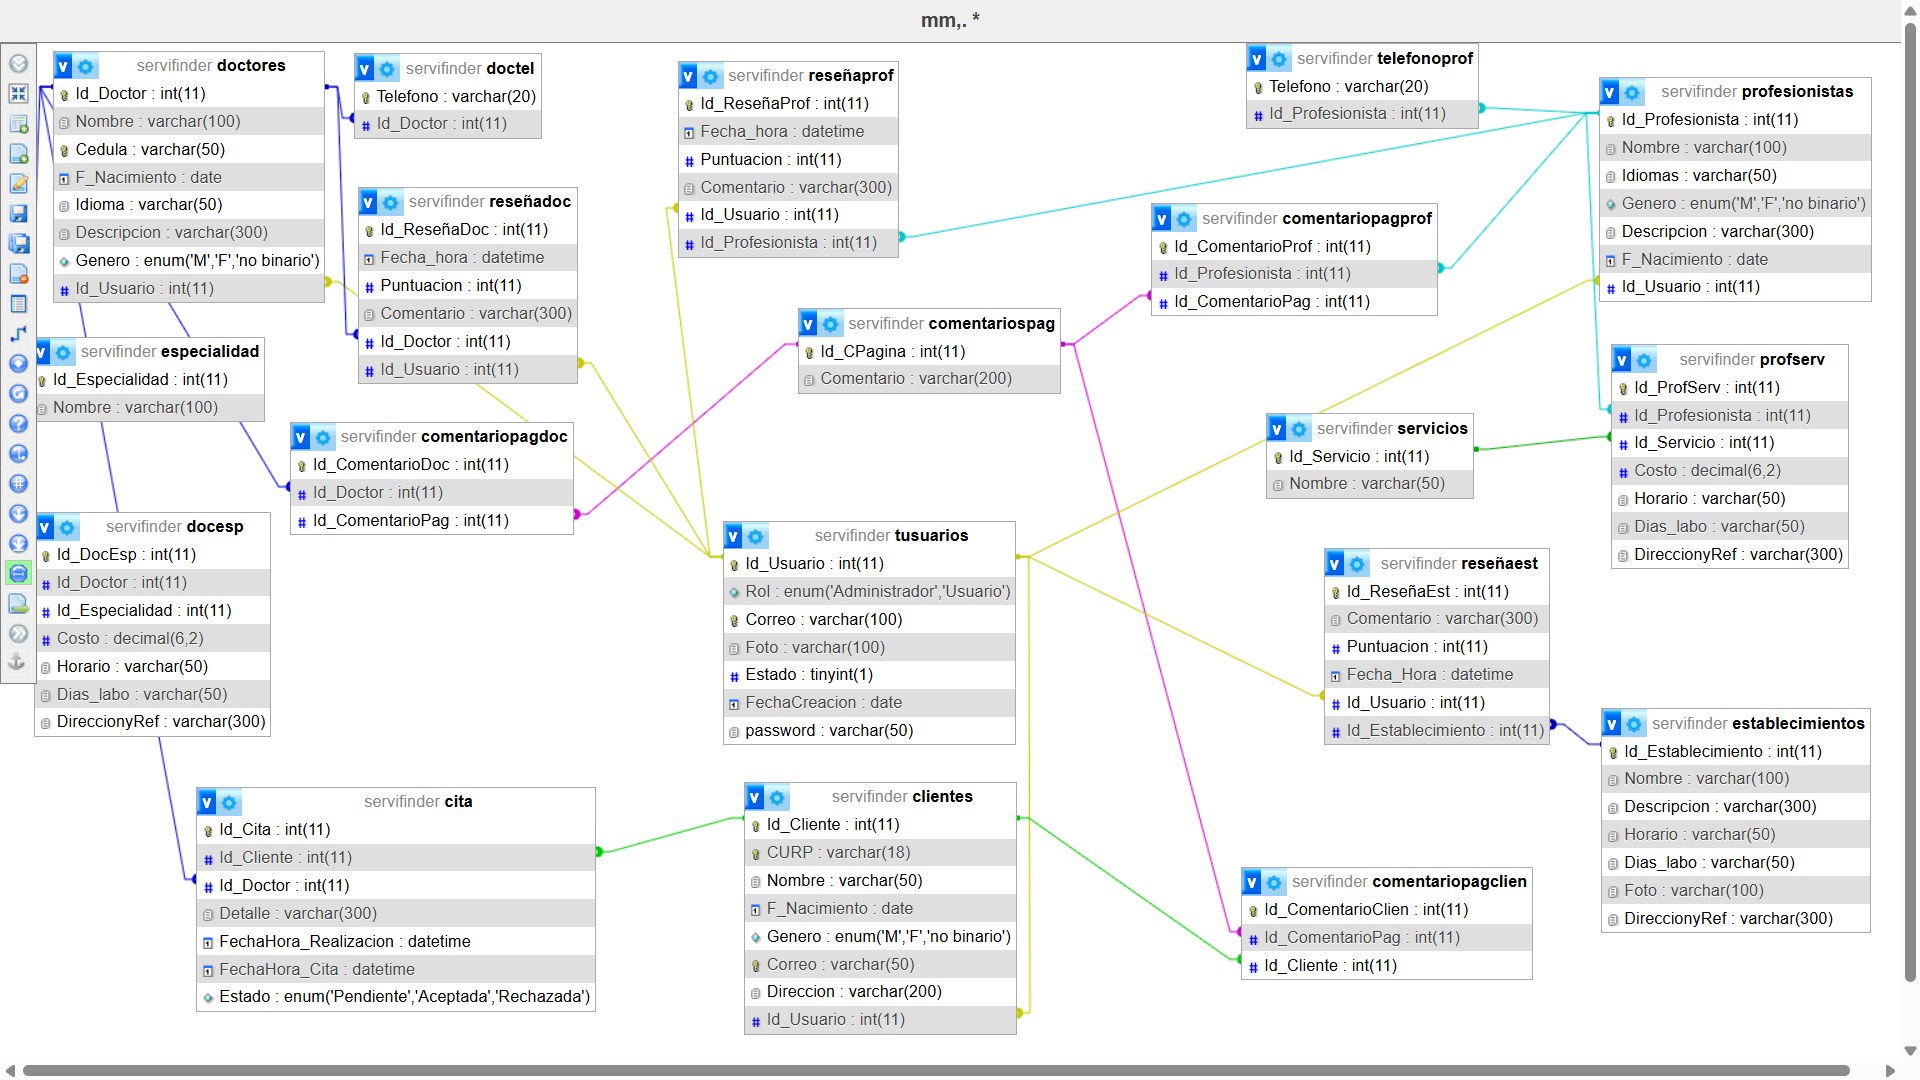 mm,. *
servifinder doctores
Id_Doctor : int(11)
Nombre : varchar(100)
Cedula : varchar(50)
F_Nacimiento : date
Idioma : varchar(50)
Descripcion : varchar(300)
Genero : enum('M','F','no binario')
Id_Usuario : int(11)
servifinder doctel
Telefono : varchar(20)
Id_Doctor : int(11)
servifinder reseñadoc
Id_ReseñaDoc : int(11)
Fecha_hora : datetime
Puntuacion : int(11)
Comentario : varchar(300)
Id_Doctor : int(11)
Id_Usuario : int(11)
servifinder reseñaprof
Id_ReseñaProf : int(11)
Fecha_hora : datetime
Puntuacion : int(11)
Comentario : varchar(300)
Id_Usuario : int(11)
Id_Profesionista : int(11)
servifinder telefonoprof
Telefono : varchar(20)
Id_Profesionista : int(11)
servifinder profesionistas
Id_Profesionista : int(11)
Nombre : varchar(100)
Idiomas : varchar(50)
Genero : enum('M','F','no binario')
Descripcion : varchar(300)
F_Nacimiento : date
Id_Usuario : int(11)
servifinder comentariopagprof
Id_ComentarioProf : int(11)
Id_Profesionista : int(11)
Id_ComentarioPag : int(11)
servifinder especialidad
Id_Especialidad : int(11)
Nombre : varchar(100)
servifinder comentariospag
Id_CPagina : int(11)
Comentario : varchar(200)
servifinder profserv
Id_ProfServ : int(11)
Id_Profesionista : int(11)
Id_Servicio : int(11)
Costo : decimal(6,2)
Horario : varchar(50)
Dias_labo : varchar(50)
DireccionyRef : varchar(300)
servifinder comentariopagdoc
Id_ComentarioDoc : int(11)
Id_Doctor : int(11)
Id_ComentarioPag : int(11)
servifinder servicios
Id_Servicio : int(11)
Nombre : varchar(50)
servifinder docesp
Id_DocEsp : int(11)
Id_Doctor : int(11)
Id_Especialidad : int(11)
Costo : decimal(6,2)
Horario : varchar(50)
Dias_labo : varchar(50)
DireccionyRef : varchar(300)
servifinder tusuarios
Id_Usuario : int(11)
Rol : enum('Administrador','Usuario')
Correo : varchar(100)
Foto : varchar(100)
Estado : tinyint(1)
FechaCreacion : date
password : varchar(50)
servifinder reseñaest
Id_ReseñaEst : int(11)
Comentario : varchar(300)
Puntuacion : int(11)
Fecha_Hora : datetime
Id_Usuario : int(11)
Id_Establecimiento : int(11)
servifinder establecimientos
Id_Establecimiento : int(11)
Nombre : varchar(100)
Descripcion : varchar(300)
Horario : varchar(50)
Dias_labo : varchar(50)
Foto : varchar(100)
DireccionyRef : varchar(300)
servifinder cita
Id_Cita : int(11)
Id_Cliente : int(11)
Id_Doctor : int(11)
Detalle : varchar(300)
FechaHora_Realizacion : datetime
FechaHora_Cita : datetime
Estado : enum('Pendiente','Aceptada','Rechazada')
servifinder clientes
Id_Cliente : int(11)
CURP : varchar(18)
Nombre : varchar(50)
F_Nacimiento : date
Genero : enum('M','F','no binario')
Correo : varchar(50)
Direccion : varchar(200)
Id_Usuario : int(11)
servifinder comentariopagclien
Id_ComentarioClien : int(11)
Id_ComentarioPag : int(11)
Id_Cliente : int(11)